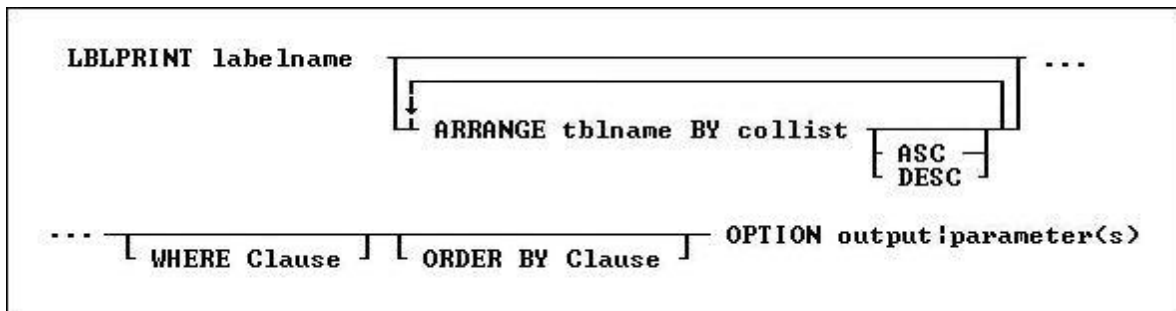 LBLPRINT labelname ...
ARRANGE tblname BY collist
ASC
DESC
... OPTION output¦parameter(s)
WHERE Clause ORDER BY Clause